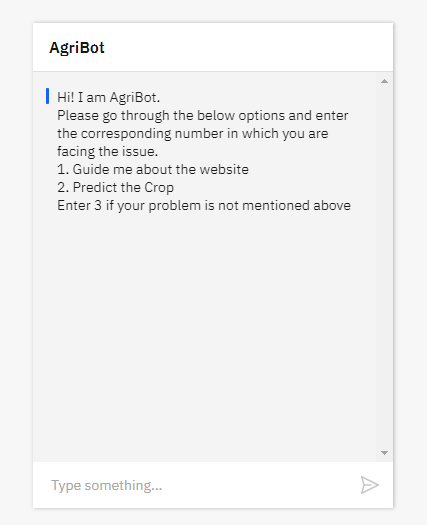 AgriBot
Hi! I am AgriBot.
Please go through the below options and enter
the corresponding number in which you are
facing the issue.
1. Guide me about the website
2. Predict the Crop
Enter 3 if your problem is not mentioned above
Type something...